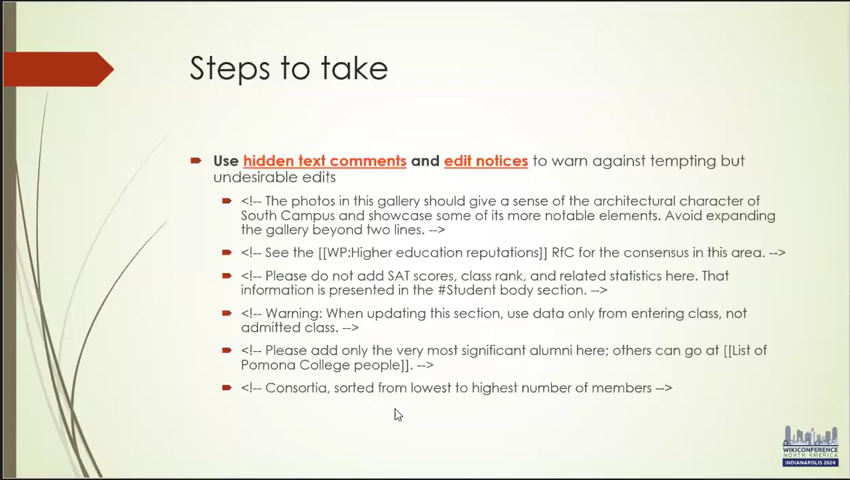 Steps to take
Use hidden text comments and edit notices to warn against tempting but
undesirable edits
<!-- The photos in this gallery should give a sense of the architectural character of
South Campus and showcase some of its more notable elements. Avoid expanding
the gallery beyond two lines. -->
<!-- See the [[WP:Higher education reputations]] RfC for the consensus in this area. -->
<!-- Please do not add SAT scores, class rank, and related statistics here. That
information is presented in the #Student body section. -->
<!-- Warning: When updating this section, use data only from entering class, not
admitted class. -->
<!-- Please add only the very most significant alumni here; others can go at [[List of
Pomona College people]]. -->
<!-- Consortia, sorted from lowest to highest number of members -->
WIKICONFERENCE
NORTH AMERICA
INDIANAPOLIS 2024